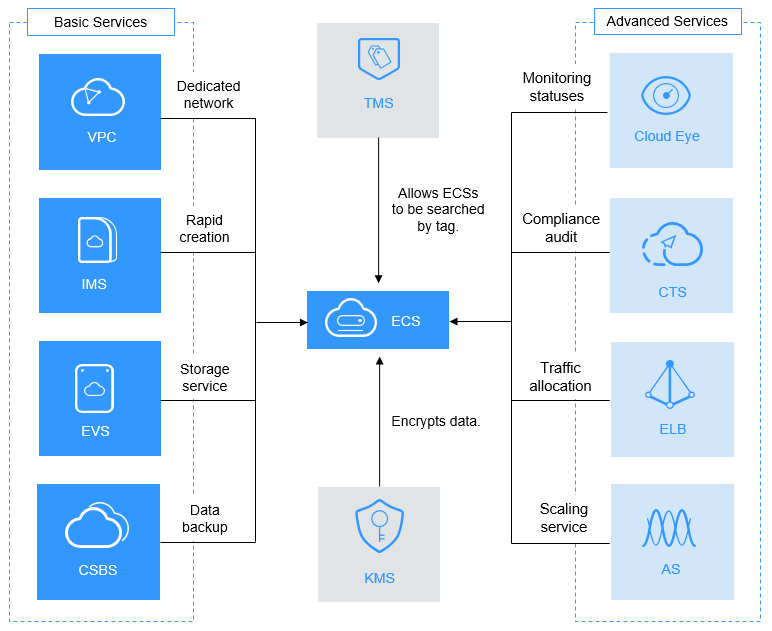 Basic Services
Advanced Services
VPC
Dedicated
network
IMS
Rapid
creation
EVS
Storage
service
CSBS
Data
backup
TMS
Allows ECSs
to be searched
by tag.
ECS
Encrypts data.
KMS
Monitoring
statuses
Cloud Eye
Compliance
audit
CTS
Traffic
allocation
ELB
Scaling
service
AS